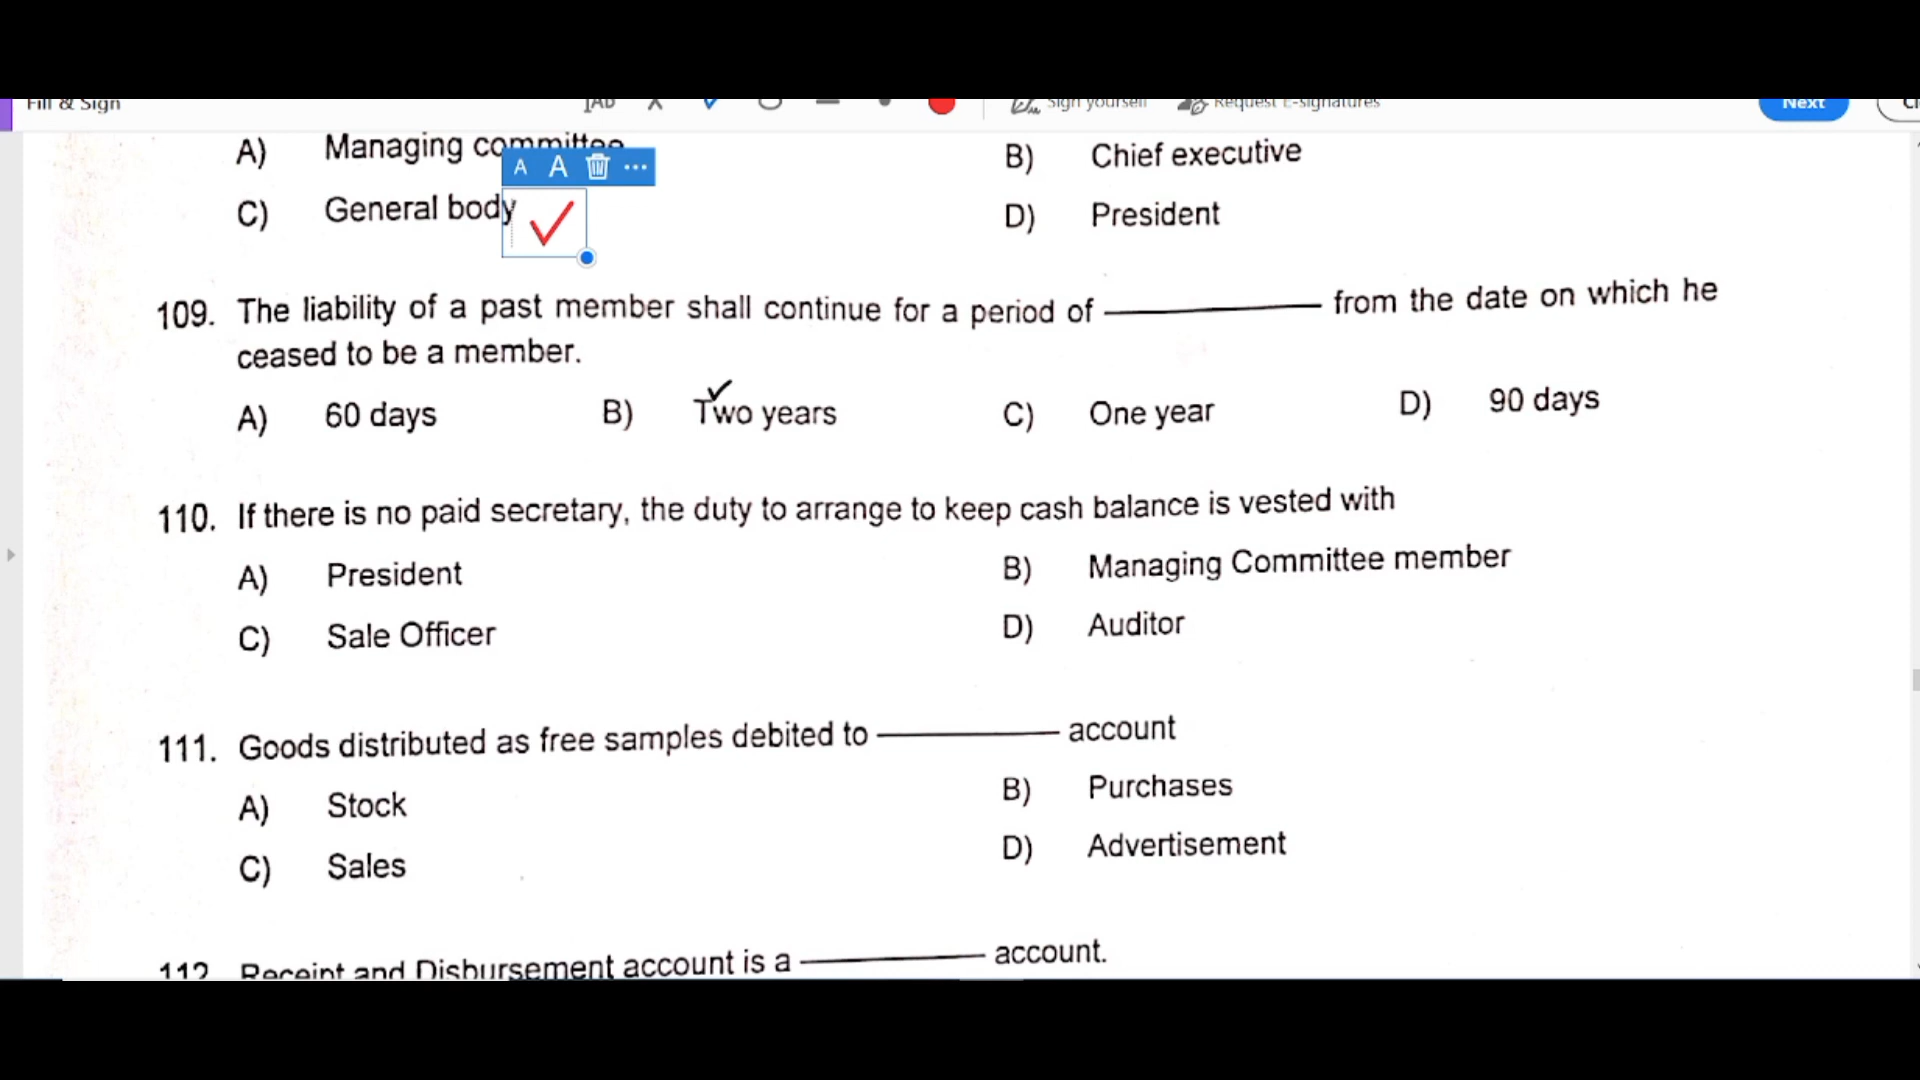 Fill & Sign Sign yourself Request E-signatures Next
A) Managing committee B) Chief executive
C) General body D) President
109. The liability of a past member shall continue for a period of ________ from the date on which he
ceased to be a member.
A) 60 days B) Two years C) One year D) 90 days
110. If there is no paid secretary, the duty to arrange to keep cash balance is vested with
A) President B) Managing Committee member
C) Sale Officer D) Auditor
111. Goods distributed as free samples debited to ________ account
A) Stock B) Purchases
C) Sales D) Advertisement
112 Receipt and Disbursement account is a ________ account.